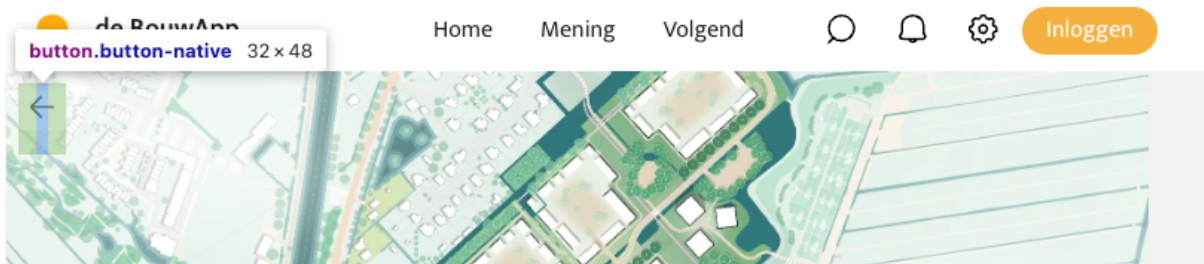 de BouwApp
Home Mening Volgend Inloggen
button.button-native 32 × 48